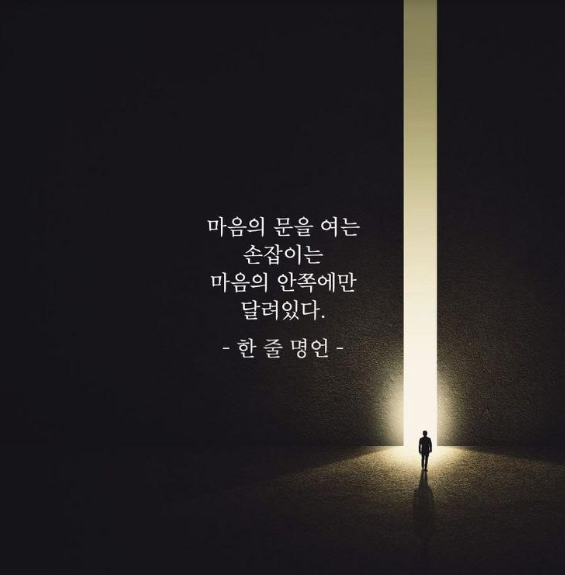 마음의 문을 여는
손잡이는
마음의 안쪽에만
달려있다.
- 한 줄 명언 -